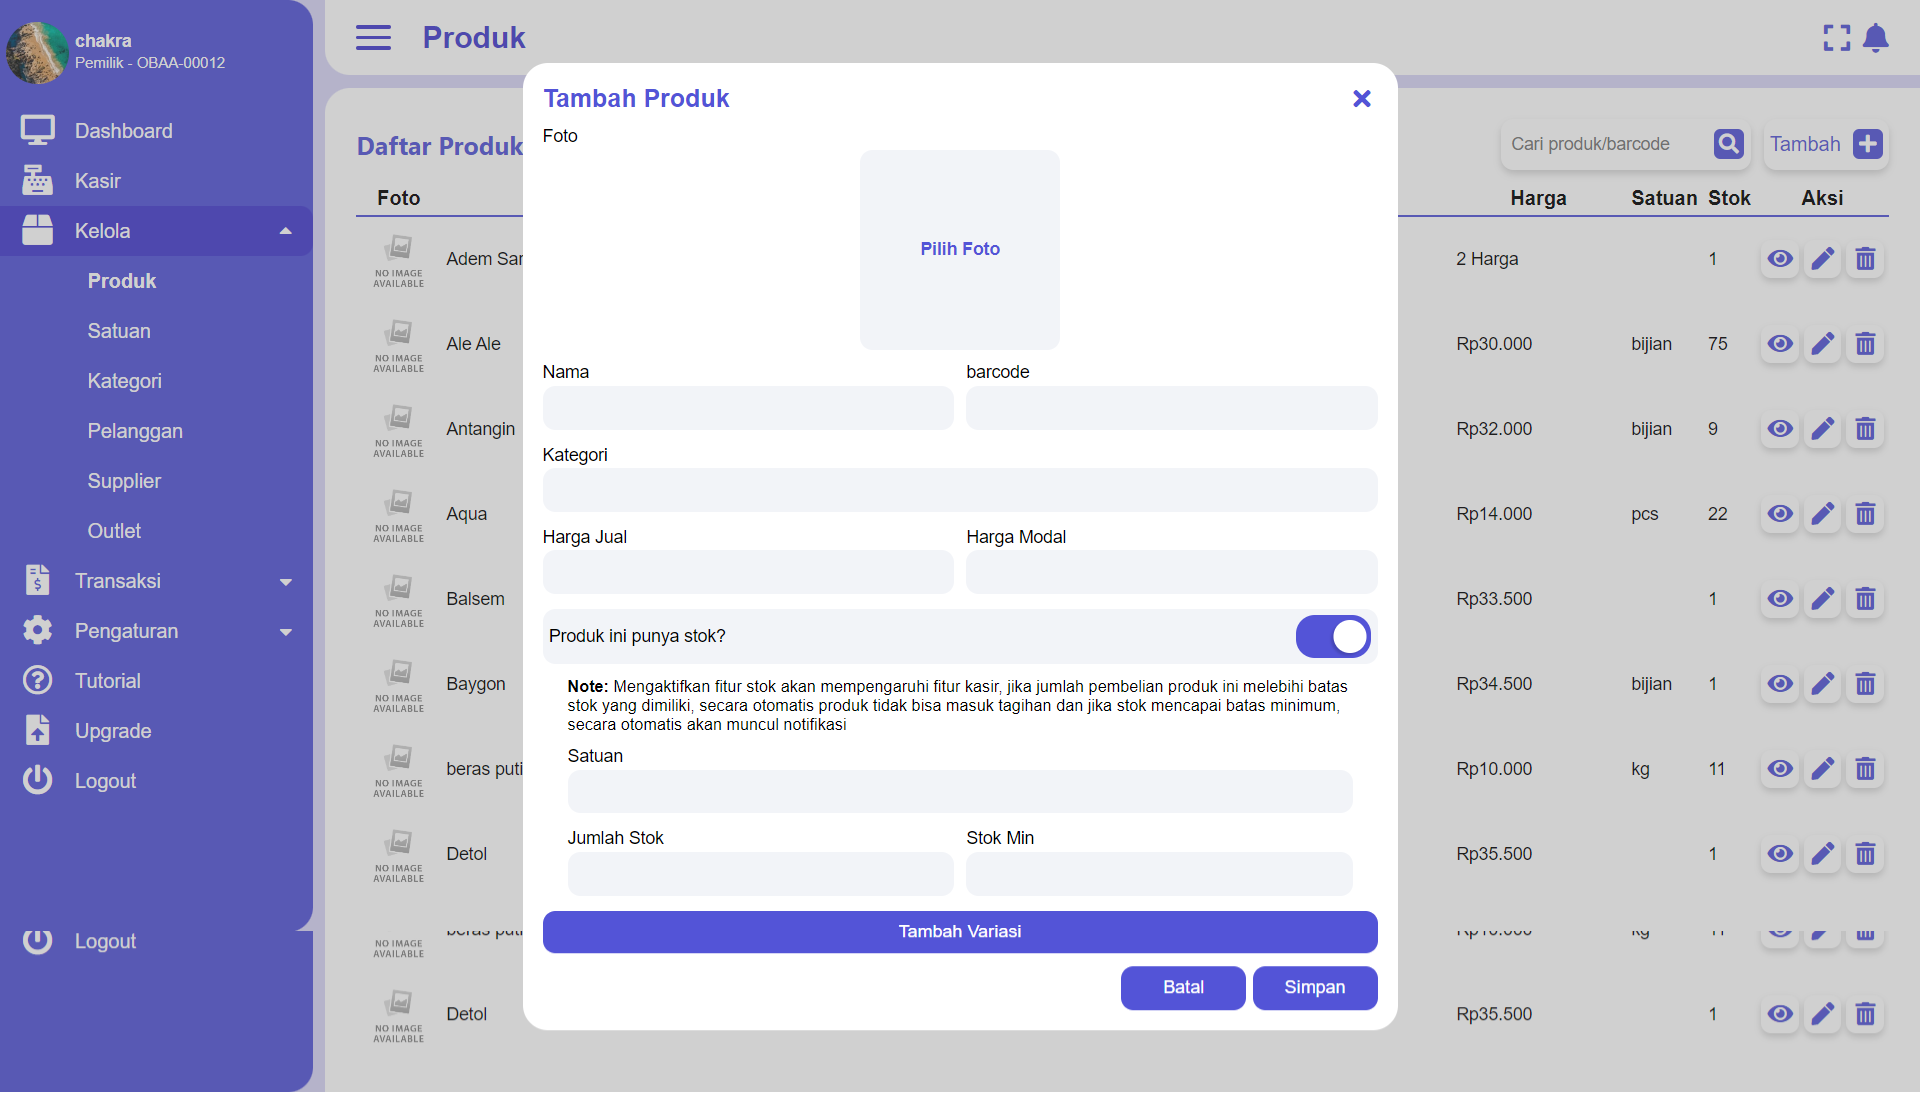 chakra
Pemilik - OBAA-00012
Dashboard
Kasir
Kelola
Produk
Satuan
Kategori
Pelanggan
Supplier
Outlet
Transaksi
Pengaturan
Tutorial
Upgrade
Logout
Logout
Produk
Daftar Produk
Cari produk/barcode
Tambah
Foto
Harga Satuan Stok Aksi
NO IMAGE AVAILABLE Adem Sar 2 Harga 1
NO IMAGE AVAILABLE Ale Ale Rp30.000 bijian 75
NO IMAGE AVAILABLE Antangin Rp32.000 bijian 9
NO IMAGE AVAILABLE Aqua Rp14.000 pcs 22
NO IMAGE AVAILABLE Balsem Rp33.500 1
NO IMAGE AVAILABLE Baygon Rp34.500 bijian 1
NO IMAGE AVAILABLE beras puti Rp10.000 kg 11
NO IMAGE AVAILABLE Detol Rp35.500 1
NO IMAGE AVAILABLE
NO IMAGE AVAILABLE Detol Rp35.500 1
Tambah Produk
Foto
Pilih Foto
Nama
barcode
Kategori
Harga Jual
Harga Modal
Produk ini punya stok?
Note: Mengaktifkan fitur stok akan mempengaruhi fitur kasir, jika jumlah pembelian produk ini melebihi batas
stok yang dimiliki, secara otomatis produk tidak bisa masuk tagihan dan jika stok mencapai batas minimum,
secara otomatis akan muncul notifikasi
Satuan
Jumlah Stok
Stok Min
Tambah Variasi
Batal
Simpan